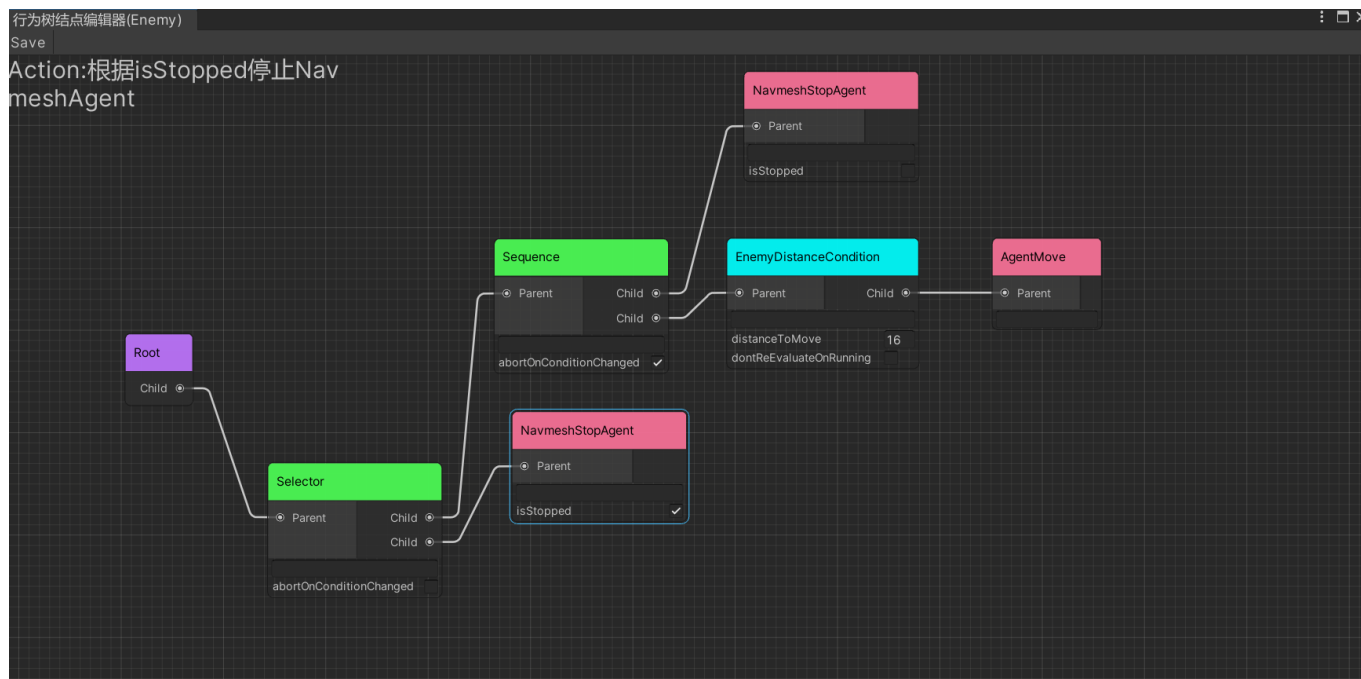 行为树结点编辑器(Enemy)
Save
Action:根据isStopped停止Nav
meshAgent
NavmeshStopAgent
Parent
isStopped
Sequence
Parent
Child
Child
abortOnConditionChanged
EnemyDistanceCondition
Parent
Child
distanceToMove
16
dontReEvaluateOnRunning
AgentMove
Parent
Root
Child
NavmeshStopAgent
Parent
isStopped
Selector
Parent
Child
Child
abortOnConditionChanged